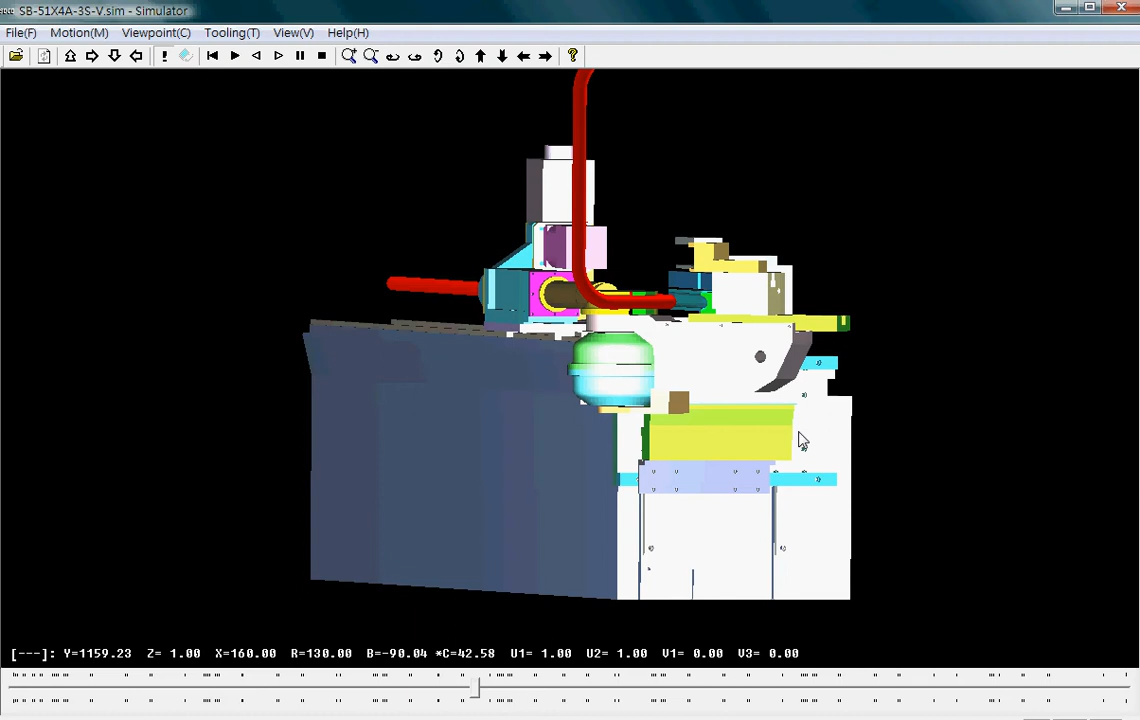 SB-51X4A-3S-V.sim - Simulator
File(F) Motion(M) Viewpoint(C) Tooling(T) View(V) Help(H)
[---]: Y=1159.23 Z= 1.00 X=160.00 R=130.00 B=-90.04 *C=42.58 U1= 1.00 U2= 1.00 V1= 0.00 V3= 0.00